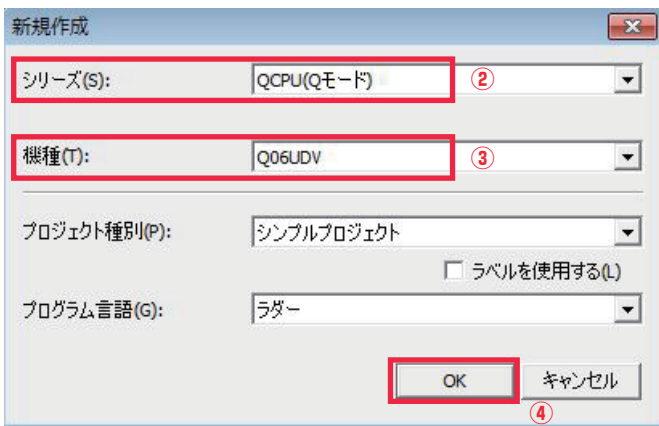 新規作成
シリーズ(S): QCPU(Qモード) ②
機種(T): Q06UDV ③
プロジェクト種別(P): シンプルプロジェクト
ラベルを使用する(L)
プログラム言語(G): ラダー
OK キャンセル
④